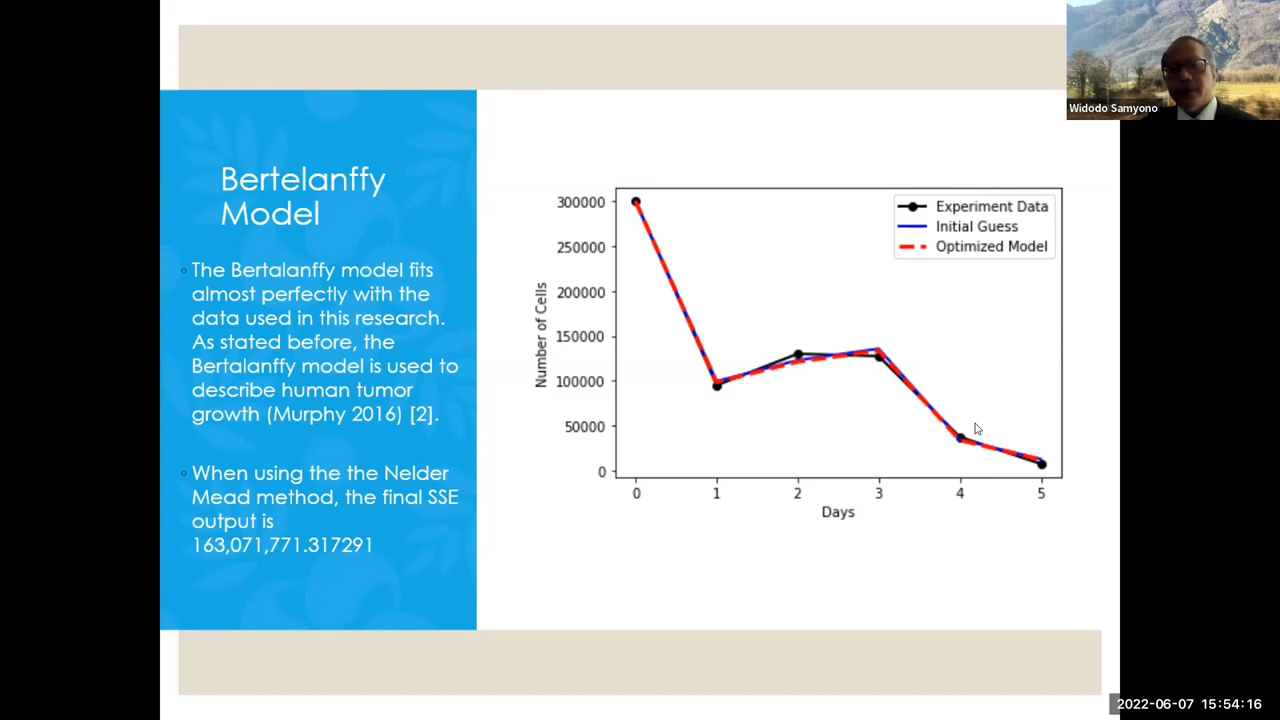 Widodo Samyono
Bertelanffy
Model
The Bertalanffy model fits
almost perfectly with the
data used in this research.
As stated before, the
Bertalanffy model is used to
describe human tumor
growth (Murphy 2016) [2].
When using the the Nelder
Mead method, the final SSE
output is
163,071,771.317291
Number of Cells
300000
250000
200000
150000
100000
50000
0
Experiment Data
Initial Guess
Optimized Model
0 1 2 3 4 5
Days
2022-06-07 15:54:16